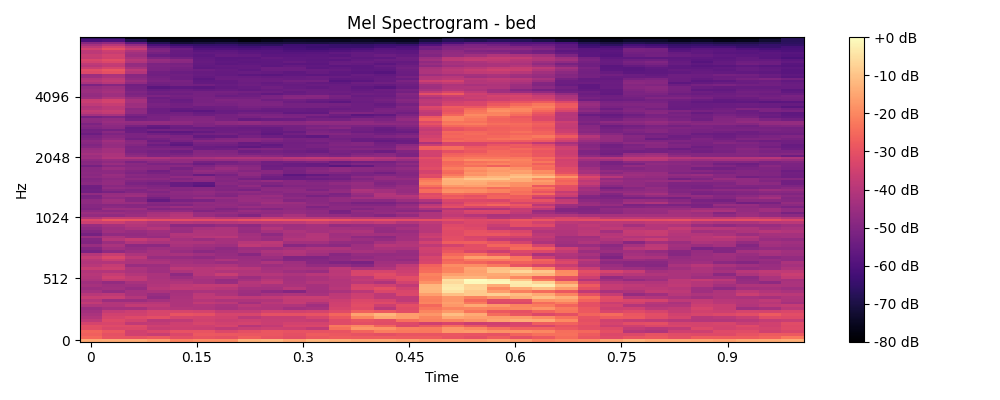 Mel Spectrogram - bed
Hz
4096
2048
1024
512
0
0
0.15
0.3
0.45
0.6
0.75
0.9
Time
+0 dB
-10 dB
-20 dB
-30 dB
-40 dB
-50 dB
-60 dB
-70 dB
-80 dB